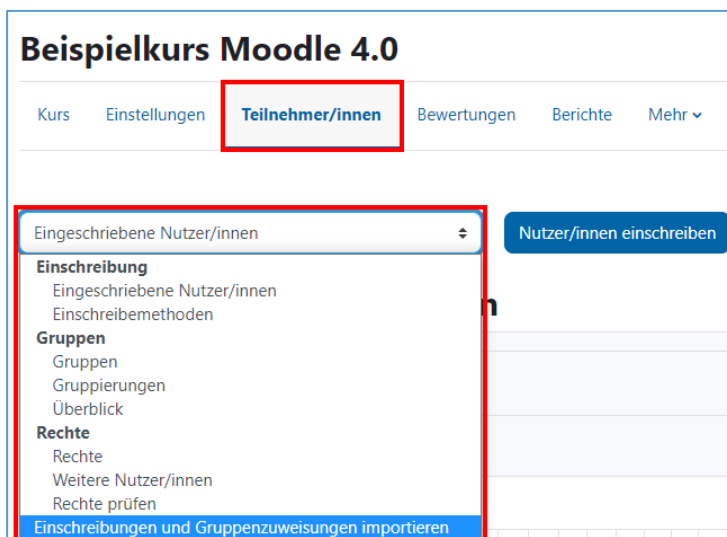 Beispielkurs Moodle 4.0
Kurs Einstellungen Teilnehmer/innen Bewertungen Berichte Mehr
Eingeschriebene Nutzer/innen Nutzer/innen einschreiben
Einschreibung
Eingeschriebene Nutzer/innen
Einschreibemethoden
Gruppen
Gruppen
Gruppierungen
Überblick
Rechte
Rechte
Weitere Nutzer/innen
Rechte prüfen
Einschreibungen und Gruppenzuweisungen importieren